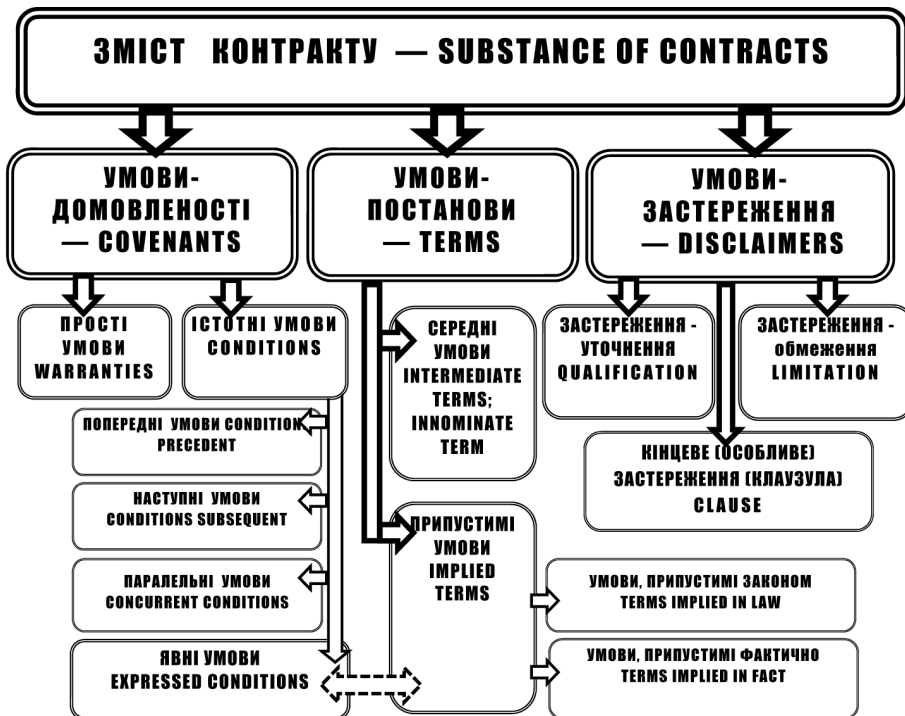 ЗМІСТ КОНТРАКТУ — SUBSTANCE OF CONTRACTS
УМОВИ-
ДОМОВЛЕНОСТІ
— COVENANTS
УМОВИ-
ПОСТАНОВИ
— TERMS
УМОВИ-
ЗАСТЕРЕЖЕННЯ
— DISCLAIMERS
ПРОСТІ
УМОВИ
WARRANTIES
ІСТОТНІ УМОВИ
CONDITIONS
СЕРЕДНІ
УМОВИ
INTERMEDIATE
TERMS;
INNOMINATE
TERM
ЗАСТЕРЕЖЕННЯ -
УТОЧНЕННЯ
QUALIFICATION
ЗАСТЕРЕЖЕННЯ -
обмеження
LIMITATION
ПОПЕРЕДНІ УМОВИ CONDITION
PRECEDENT
КІНЦЕВЕ (ОСОБЛИВЕ)
ЗАСТЕРЕЖЕННЯ (КЛАУЗУЛА)
CLAUSE
НАСТУПНІ УМОВИ
CONDITIONS SUBSEQUENT
ПРИПУСТИМІ
УМОВИ
IMPLIED
TERMS
ПАРАЛЕЛЬНІ УМОВИ
CONCURRENT CONDITIONS
УМОВИ, ПРИПУСТИМІ ЗАКОНОМ
TERMS IMPLIED IN LAW
ЯВНІ УМОВИ
EXPRESSED CONDITIONS
УМОВИ, ПРИПУСТИМІ ФАКТИЧНО
TERMS IMPLIED IN FACT